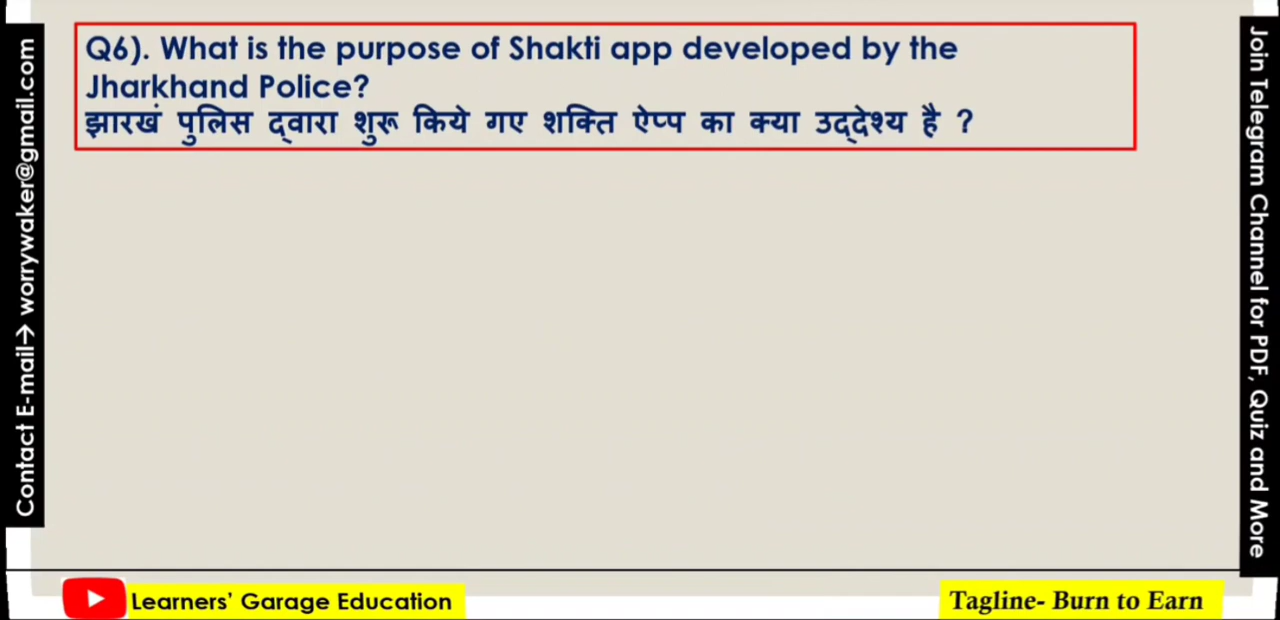 Q6). What is the purpose of Shakti app developed by the
Jharkhand Police?
झारखं पुलिस द्वारा शुरू किये गए शक्ति ऐप्प का क्या उद्देश्य है ?
Contact E-mail→ worrywaker@gmail.com
Join Telegram Channel for PDF, Quiz and More
Learners’ Garage Education
Tagline- Burn to Earn